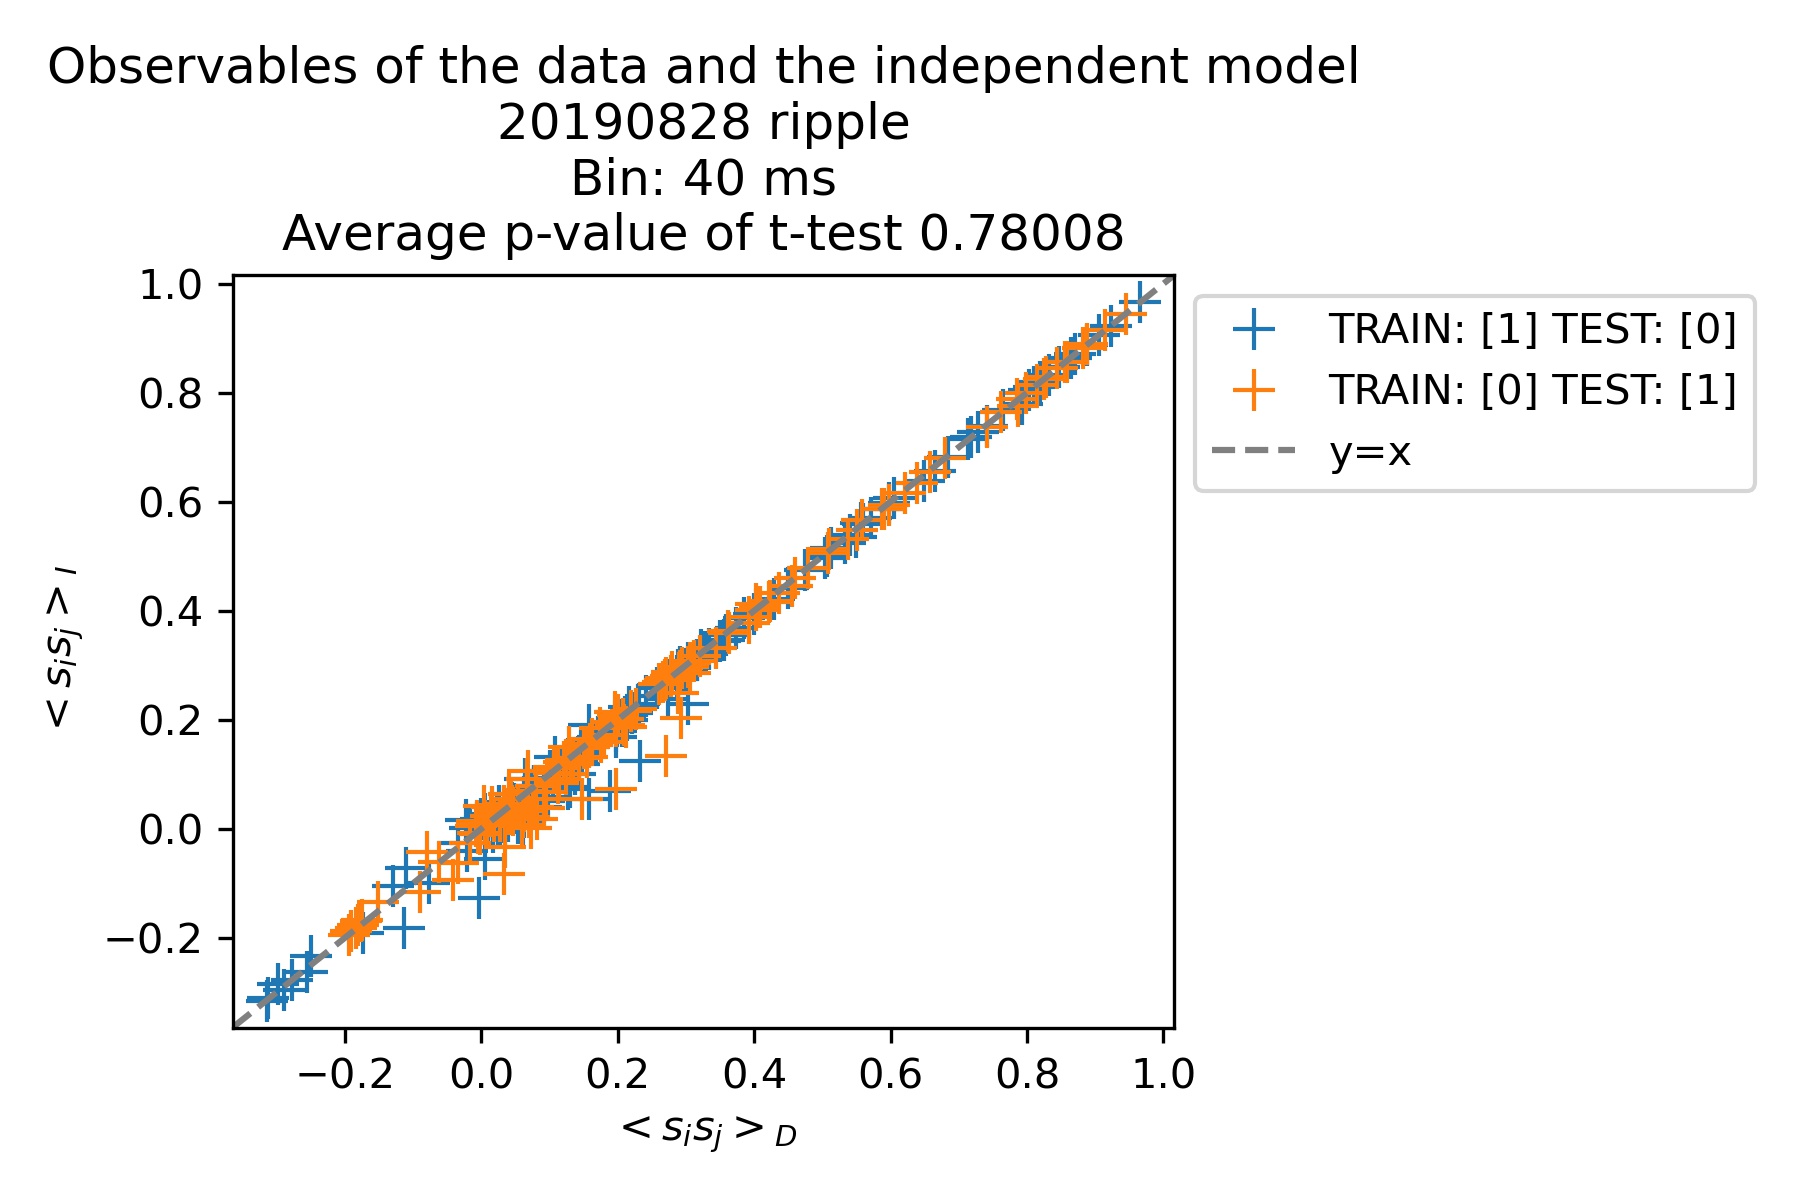 Observables of the data and the independent model
20190828 ripple
Bin: 40 ms
Average p-value of t-test 0.78008
1.0
0.8
0.6
0.4
0.2
0.0
−0.2
< s_i s_j > _I
−0.2 0.0 0.2 0.4 0.6 0.8 1.0
< s_i s_j > _D
TRAIN: [1] TEST: [0]
TRAIN: [0] TEST: [1]
y=x